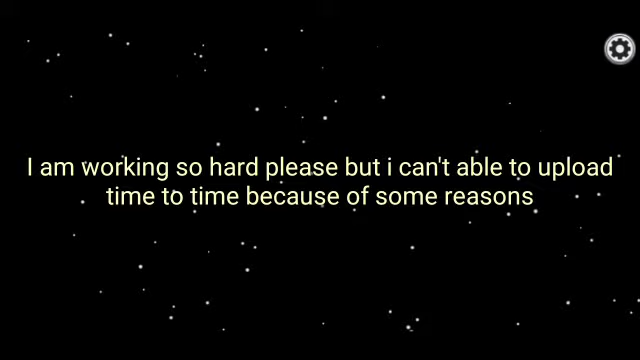 I am working so hard please but i can't able to upload
time to time because of some reasons